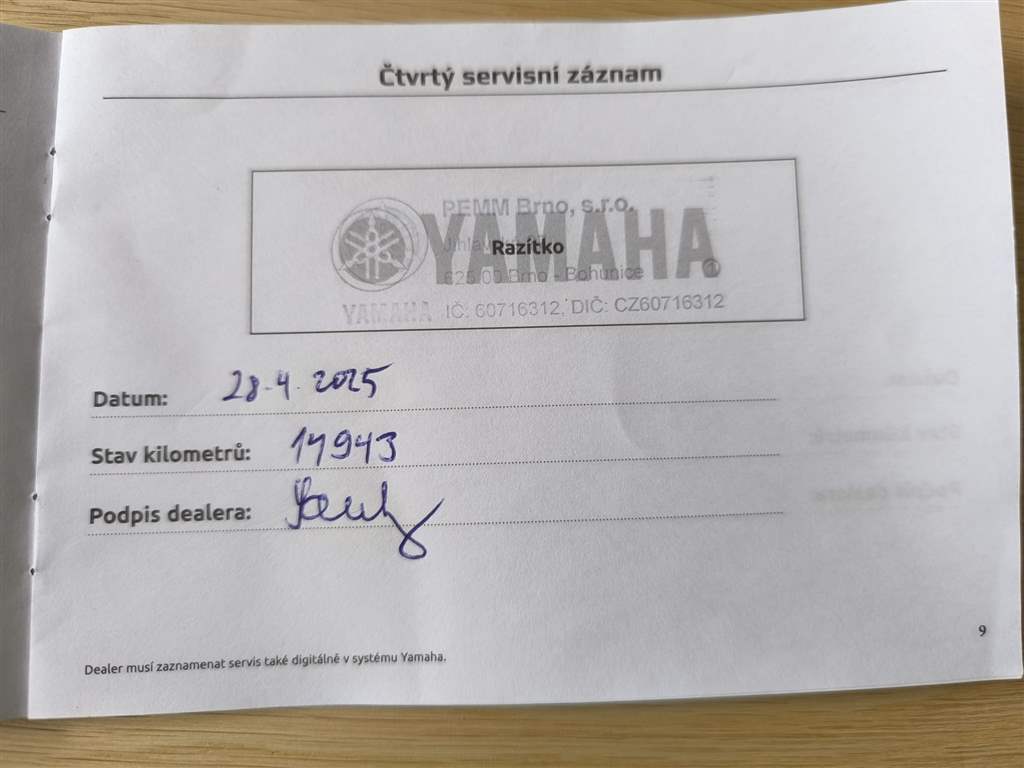 Čtvrtý servisní záznam
PEMM Brno, s.r.o.
YAMAHA
Razítko
625 00 Brno - Bohunice
YAMAHA IČ: 60716312, DIČ: CZ60716312
Datum: 28.4.2025
Stav kilometrů: 14943
Podpis dealera:
9
Dealer musí zaznamenat servis také digitálně v systému Yamaha.